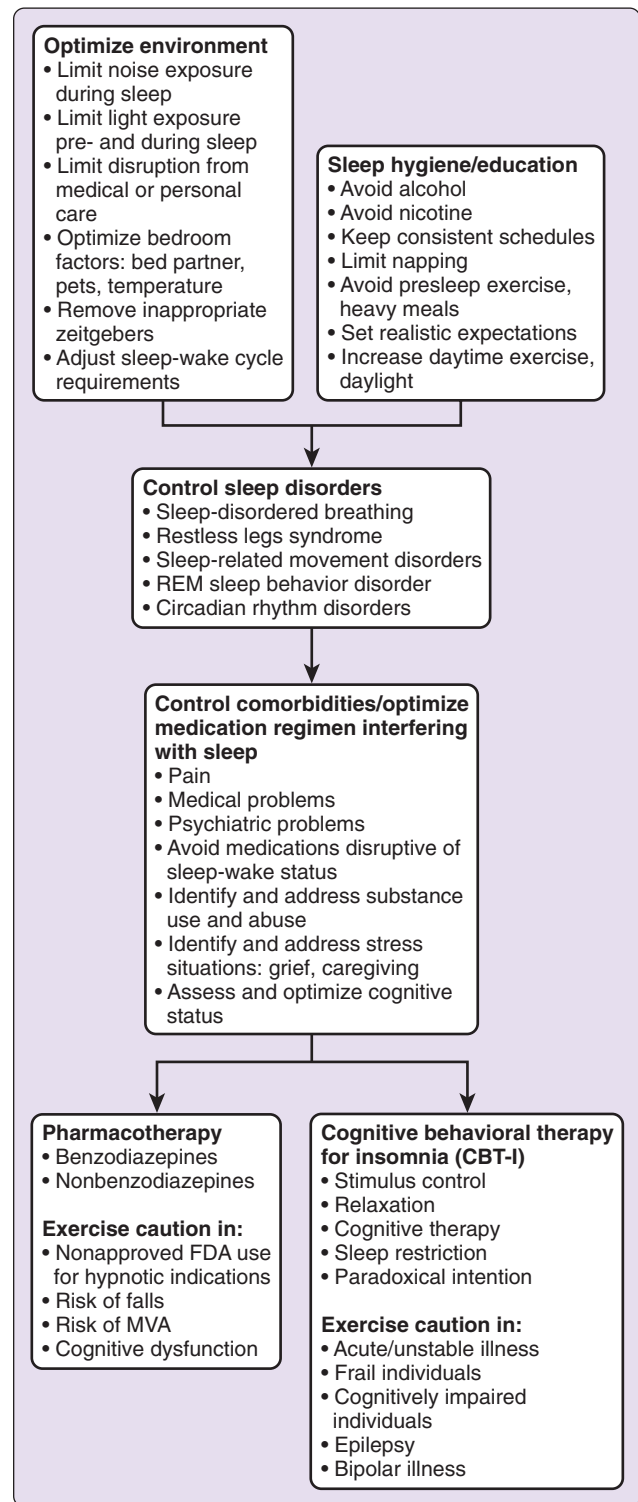 Optimize environment
• Limit noise exposure
during sleep
• Limit light exposure
pre- and during sleep
• Limit disruption from
medical or personal
care
• Optimize bedroom
factors: bed partner,
pets, temperature
• Remove inappropriate
zeitgebers
• Adjust sleep-wake cycle
requirements
Sleep hygiene/education
• Avoid alcohol
• Avoid nicotine
• Keep consistent schedules
• Limit napping
• Avoid presleep exercise,
heavy meals
• Set realistic expectations
• Increase daytime exercise,
daylight
Control sleep disorders
• Sleep-disordered breathing
• Restless legs syndrome
• Sleep-related movement disorders
• REM sleep behavior disorder
• Circadian rhythm disorders
Control comorbidities/optimize
medication regimen interfering
with sleep
• Pain
• Medical problems
• Psychiatric problems
• Avoid medications disruptive of
sleep-wake status
• Identify and address substance
use and abuse
• Identify and address stress
situations: grief, caregiving
• Assess and optimize cognitive
status
Pharmacotherapy
• Benzodiazepines
• Nonbenzodiazepines
Exercise caution in:
• Nonapproved FDA use
for hypnotic indications
• Risk of falls
• Risk of MVA
• Cognitive dysfunction
Cognitive behavioral therapy
for insomnia (CBT-I)
• Stimulus control
• Relaxation
• Cognitive therapy
• Sleep restriction
• Paradoxical intention
Exercise caution in:
• Acute/unstable illness
• Frail individuals
• Cognitively impaired
individuals
• Epilepsy
• Bipolar illness